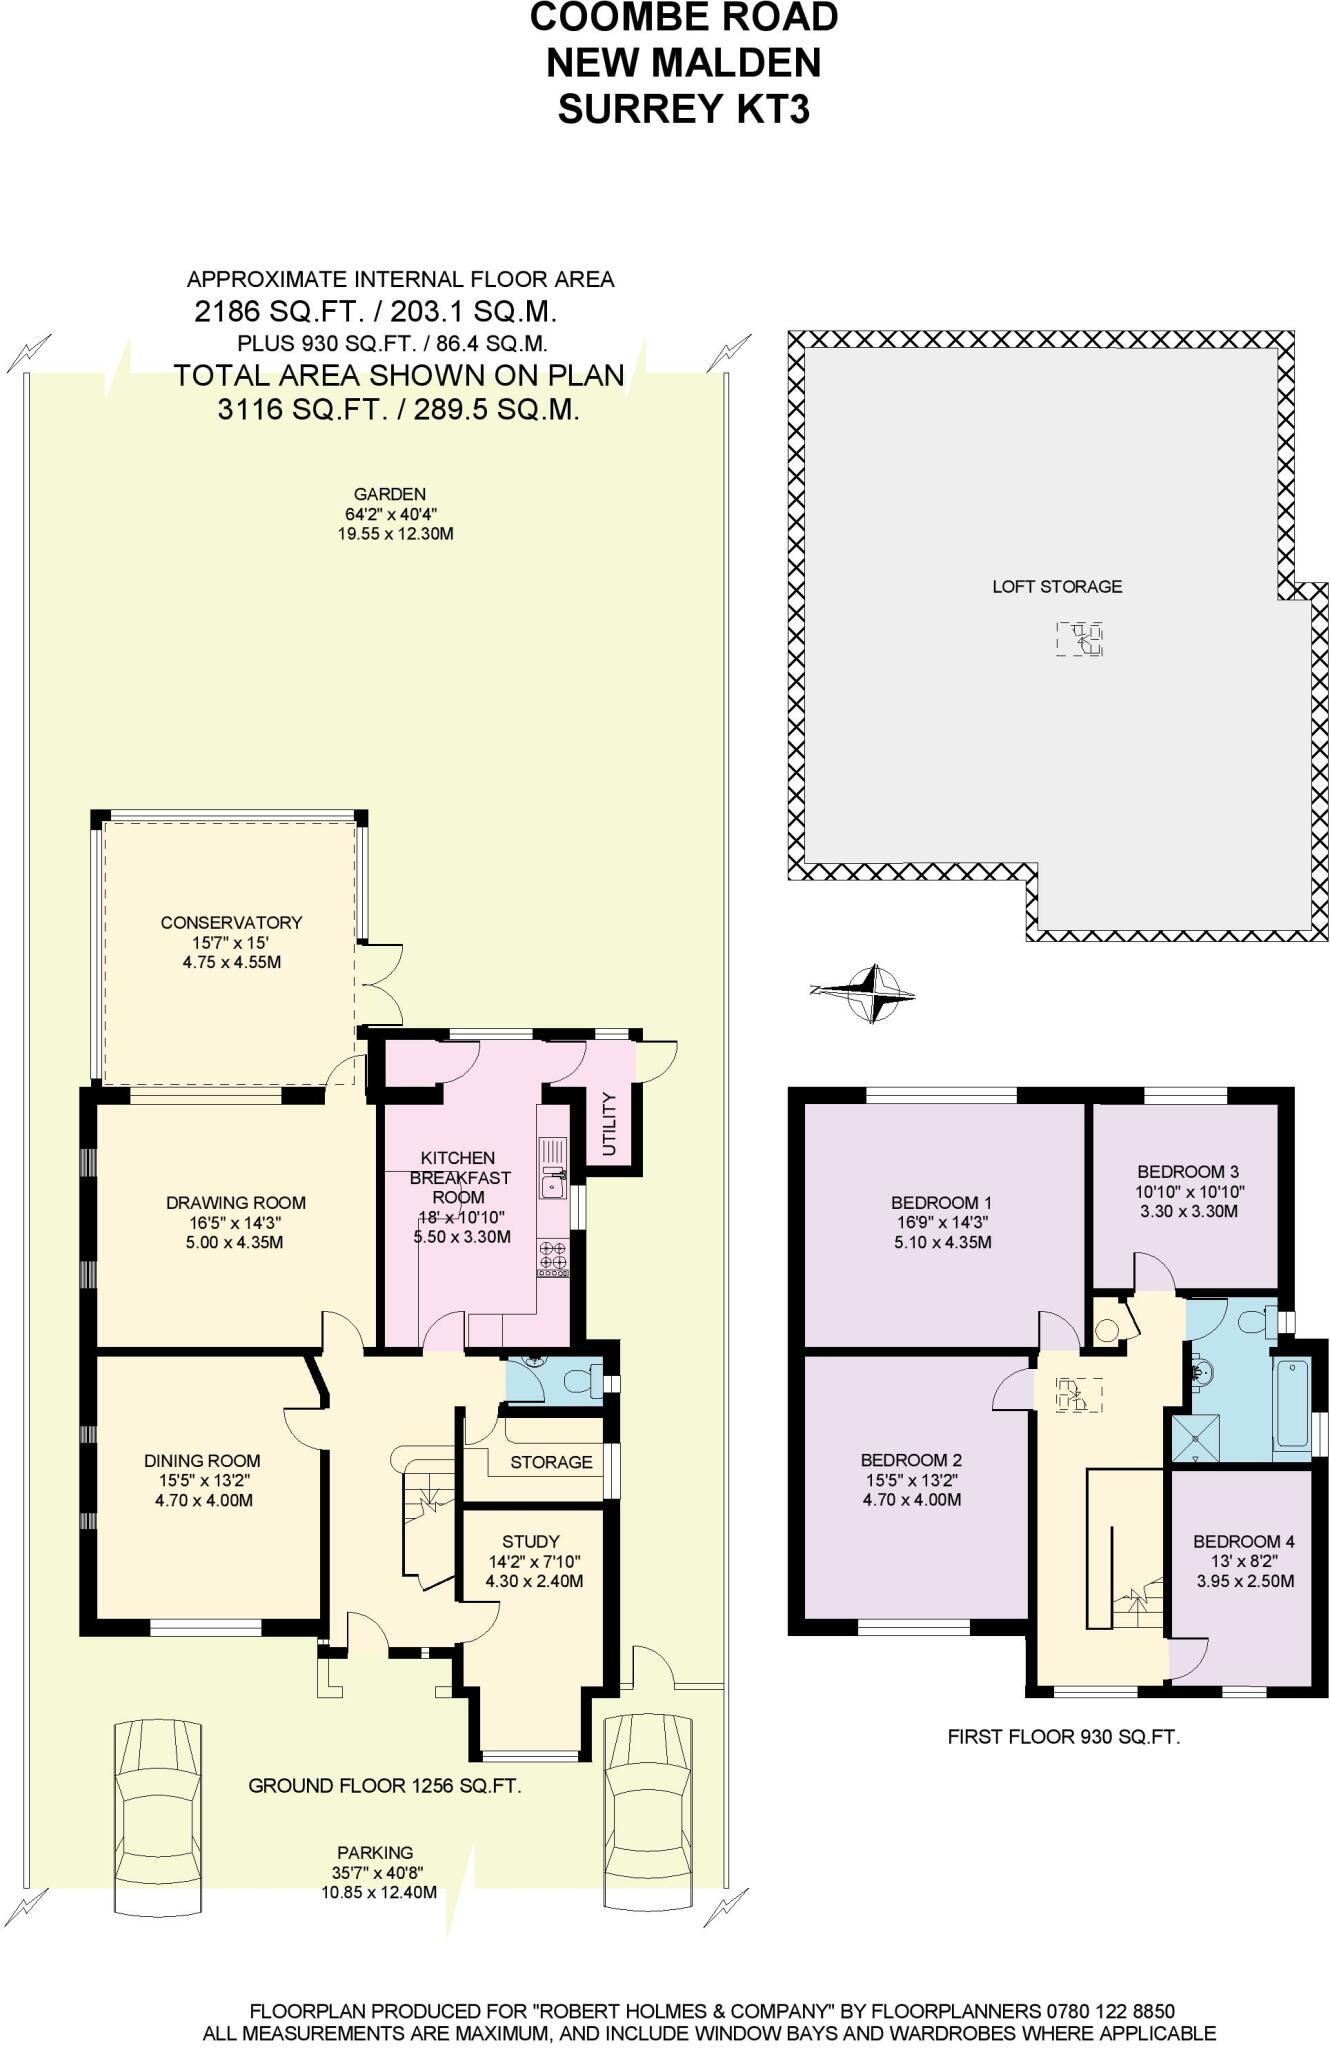 COOMBE ROAD
NEW MALDEN
SURREY KT3
APPROXIMATE INTERNAL FLOOR AREA
2186 SQ.FT. / 203.1 SQ.M.
PLUS 930 SQ.FT. / 86.4 SQ.M.
TOTAL AREA SHOWN ON PLAN
3116 SQ.FT. / 289.5 SQ.M.
GARDEN
64'2" x 40'4"
19.55 x 12.30M
LOFT STORAGE
CONSERVATORY
15'7" x 15'
4.75 x 4.55M
N
UTILITY
KITCHEN
BREAKFAST
ROOM
18' x 10'10"
5.50 x 3.30M
DRAWING ROOM
16'5" x 14'3"
5.00 x 4.35M
BEDROOM 1
16'9" x 14'3"
5.10 x 4.35M
BEDROOM 3
10'10" x 10'10"
3.30 x 3.30M
DINING ROOM
15'5" x 13'2"
4.70 x 4.00M
STORAGE
STUDY
14'2" x 7'10"
4.30 x 2.40M
BEDROOM 2
15'5" x 13'2"
4.70 x 4.00M
BEDROOM 4
13' x 8'2"
3.95 x 2.50M
FIRST FLOOR 930 SQ.FT.
GROUND FLOOR 1256 SQ.FT.
PARKING
35'7" x 40'8"
10.85 x 12.40M
FLOORPLAN PRODUCED FOR "ROBERT HOLMES & COMPANY" BY FLOORPLANNERS 0780 122 8850
ALL MEASUREMENTS ARE MAXIMUM, AND INCLUDE WINDOW BAYS AND WARDROBES WHERE APPLICABLE